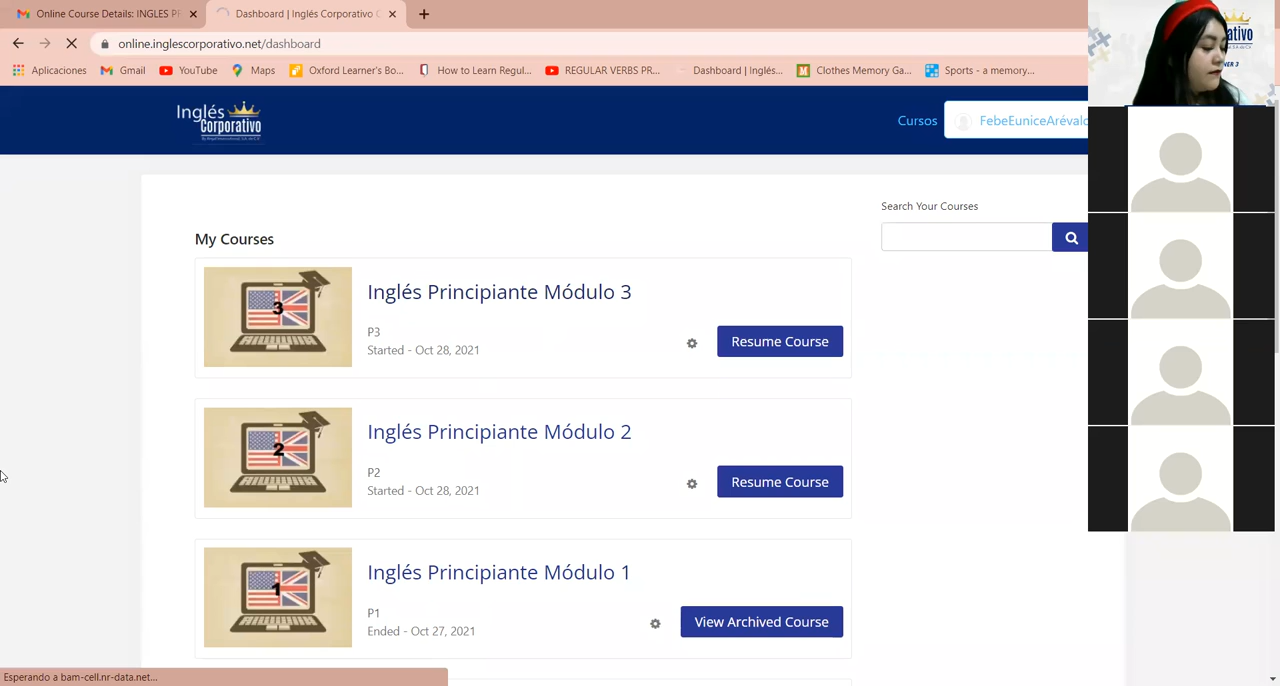 Online Course Details: INGLES PR
Dashboard | Inglés Corporativo
online.inglescorporativo.net/dashboard
Aplicaciones
Gmail
YouTube
Maps
Oxford Learner's Bo...
How to Learn Regul...
REGULAR VERBS PR...
Dashboard | Inglés...
Clothes Memory Ga...
Sports - a memory...
Inglés
Corporativo
Cursos
FebeEuniceArévalo
Search Your Courses
My Courses
3
Inglés Principiante Módulo 3
P3
Started - Oct 28, 2021
Resume Course
2
Inglés Principiante Módulo 2
P2
Started - Oct 28, 2021
Resume Course
1
Inglés Principiante Módulo 1
P1
Ended - Oct 27, 2021
View Archived Course
Esperando a bam-cell.nr-data.net...